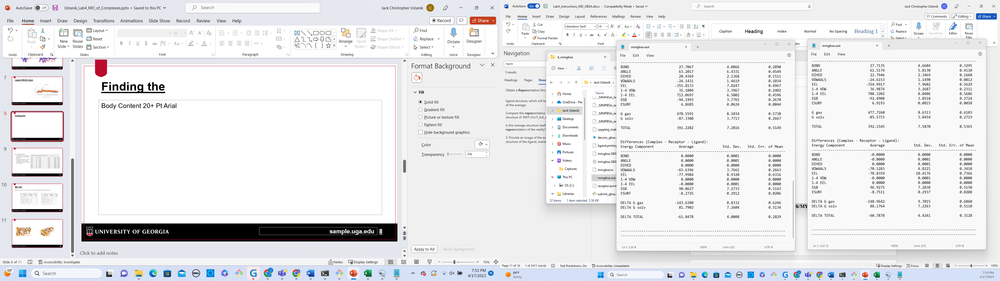 AutoSave Off Ustanik_Lab4_MD_of_Complexes.pptx • Saved to this PC Search Jack Christopher Ustanik JC
File Home Insert Draw Design Transitions Animations Slide Show Record Review View Help Record Share
Paste New Slide Reuse Slides Layout Reset Section 36 Arrange Quick Styles Shape Fill Shape Outline Shape Effects Find Replace Select Dictate Designer
Undo Clipboard Slides Font Paragraph Drawing Editing Voice Designer
7 Ligand RMSD Value
8 Finding the
9
10 MD Info
11
Finding the
Body Content 20+ Pt Arial
UNIVERSITY OF GEORGIA sample.uga.edu 8
Click to add notes
Format Background
Fill
Solid fill
Gradient fill
Picture or texture fill
Pattern fill
Hide background graphics
Color
Transparency 0%
Apply to All Reset Background
Slide 8 of 11 Accessibility: Investigate Notes Display Settings 76%
68° Search 7:53 PM
4/17/2023 16
AutoSave On Lab4_instructions_MD_GBSA.docx - Compatibility Mode • Saved Search Jack Christopher Ustanik JC
File Home Insert Draw Design Layout References Mailings Review View Help Comments Editing Share
Paste Cut Copy Format Painter Liberation Serif 14 Caption Heading Index Normal No Spacing Heading 1 Find Replace Select Dictate Sensitivity Editor Reuse Files
Undo Clipboard Font
Navigation
repre
5 results
Headings Pages Resu
Obtain a Representative Stru
ligand structure, which will be
of the average.
Compare this representative
structure of 1M7I (1m7i_full_a
Is this average structure itself
representation of the reality?
5. Provide an image of the ave
structure of the ligand, overla
4_mmgbsa
New
Jack Ustanik
Home
OneDrive - Per
Jack Ustanik
Desktop
Documents
Downloads
Music
Pictures
Videos
Captures
This PC
OS (C:)
Libraries
Name
_MMPBSA_re
_MMPBSA_re
_MMPBSA_re
_MMPBSA_re
cppptraj_mak
decom_gbsa.
ligand.prmtop
mmgbsa.3908
mmgbsa.3908
mmgbsa.in
mmgbsa.out
receptor.prmt
submit_gbsa.
52 items 1 item selected 5.50 KB
mmgbsa.out
File Edit View
BOND 27.7067 4.0866 0.2890
ANGLE 63.2017 6.4331 0.4549
DIHED 20.4369 2.1368 0.1511
VDWAALS -24.1431 1.4619 0.1034
EEL -355.8133 7.0247 0.4967
1-4 VDW 35.1004 3.3967 0.2402
1-4 EEL 712.0697 6.5002 0.4596
EGB -94.1993 3.7765 0.2670
ESURF 6.8685 0.0624 0.0044
G gas 478.5591 8.1034 0.5730
G solv -87.3308 3.7713 0.2667
TOTAL 391.2282 7.2816 0.5149
Differences (Complex - Receptor - Ligand):
Energy Component Average Std. Dev. Std. Err. of Mean
BOND 0.0000 0.0001 0.0000
ANGLE 0.0000 0.0001 0.0000
DIHED 0.0000 0.0000 0.0000
VDWAALS -65.6396 3.7661 0.2663
EEL -77.9984 8.9320 0.6316
1-4 VDW 0.0000 0.0000 0.0000
1-4 EEL -0.0000 0.0001 0.0000
EGB 90.0627 7.2733 0.5143
ESURF -8.2725 0.2912 0.0206
DELTA G gas -143.6380 8.8332 0.6246
DELTA G solv 81.7902 7.2604 0.5134
DELTA TOTAL -61.8478 4.0008 0.2829
Ln 1, Col 8 100% Unix (LF) UTF-8
ch/MY
mmgbsa.out
File Edit View
BOND 27.7135 4.6604 0.3295
ANGLE 61.5174 5.8130 0.4110
DIHED 22.7946 2.3469 0.1660
VDWAALS -24.6153 1.1490 0.0812
EEL -354.9917 7.9602 0.5629
1-4 VDW 36.9874 3.2687 0.2311
1-4 EEL 708.3202 8.0406 0.5686
EGB -92.4908 3.8518 0.2724
ESURF 6.9193 0.0815 0.0058
G gas 477.7260 8.6313 0.6103
G solv -85.5715 3.8454 0.2719
TOTAL 392.1545 7.5870 0.5365
Differences (Complex - Receptor - Ligand):
Energy Component Average Std. Dev. Std. Err. of Mean
BOND -0.0000 0.0000 0.0000
ANGLE -0.0000 0.0001 0.0000
DIHED 0.0000 0.0001 0.0000
VDWAALS -70.1283 4.8221 0.3410
EEL -78.8359 10.4176 0.7366
1-4 VDW -0.0000 0.0001 0.0000
1-4 EEL 0.0000 0.0000 0.0000
EGB 96.9275 7.2838 0.5150
ESURF -8.7511 0.2937 0.0208
DELTA G gas -148.9642 9.7015 0.6860
DELTA G solv 88.1764 7.2263 0.5110
DELTA TOTAL -60.7878 4.4241 0.3128
Ln 1, Col 12 100% Unix (LF) UTF-8
Page 11 of 16 1 of 2411 words Text Predictions: On Accessibility: Unavailable Display Settings Focus 100%
68°F
Sunny Search 7:53 PM
4/17/2023